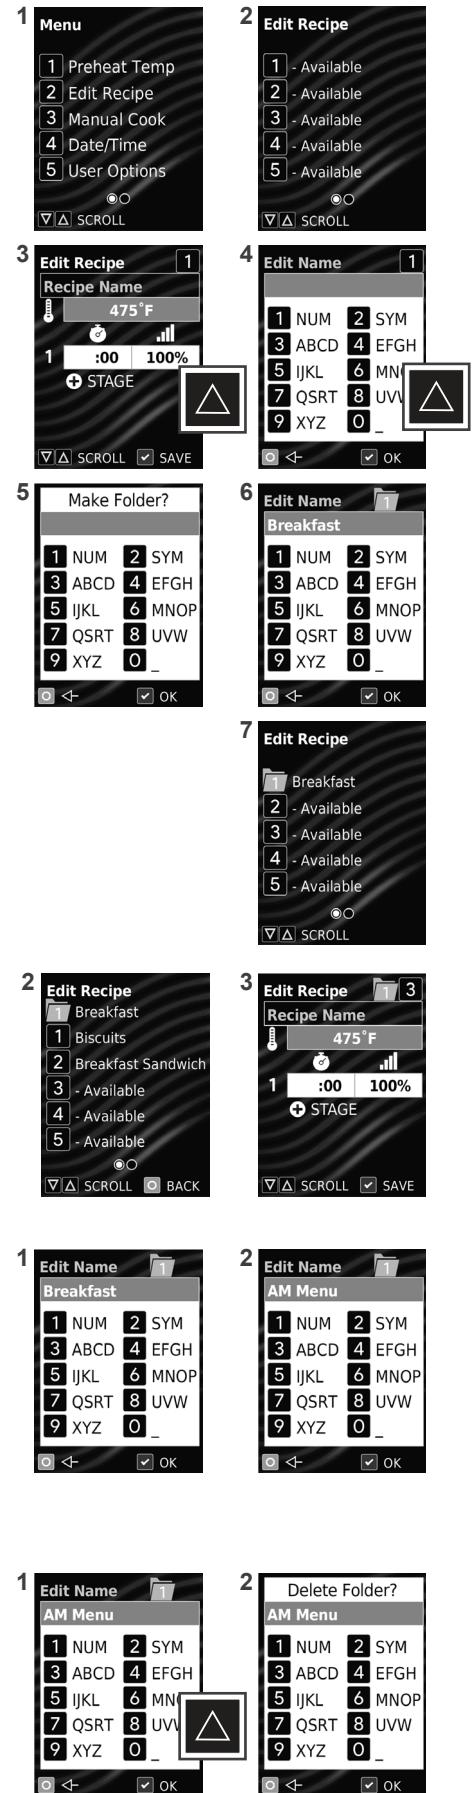 1
Menu
1 Preheat Temp
2 Edit Recipe
3 Manual Cook
4 Date/Time
5 User Options
SCROLL
2
Edit Recipe
1 - Available
2 - Available
3 - Available
4 - Available
5 - Available
SCROLL
3
Edit Recipe 1
Recipe Name
475°F
1 :00 100%
STAGE
SCROLL SAVE
4
Edit Name 1
1 NUM 2 SYM
3 ABCD 4 EFGH
5 IJKL 6 MN
7 QSRT 8 UV
9 XYZ 0 _
OK
5
Make Folder?
1 NUM 2 SYM
3 ABCD 4 EFGH
5 IJKL 6 MNOP
7 QSRT 8 UVW
9 XYZ 0 _
OK
6
Edit Name 1
Breakfast
1 NUM 2 SYM
3 ABCD 4 EFGH
5 IJKL 6 MNOP
7 QSRT 8 UVW
9 XYZ 0 _
OK
7
Edit Recipe
1 Breakfast
2 - Available
3 - Available
4 - Available
5 - Available
SCROLL
2
Edit Recipe
1 Breakfast
1 Biscuits
2 Breakfast Sandwich
3 - Available
4 - Available
5 - Available
SCROLL BACK
3
Edit Recipe 1 3
Recipe Name
475°F
1 :00 100%
STAGE
SCROLL SAVE
1
Edit Name 1
Breakfast
1 NUM 2 SYM
3 ABCD 4 EFGH
5 IJKL 6 MNOP
7 QSRT 8 UVW
9 XYZ 0 _
OK
2
Edit Name 1
AM Menu
1 NUM 2 SYM
3 ABCD 4 EFGH
5 IJKL 6 MNOP
7 QSRT 8 UVW
9 XYZ 0 _
OK
1
Edit Name 1
AM Menu
1 NUM 2 SYM
3 ABCD 4 EFGH
5 IJKL 6 MN
7 QSRT 8 UV
9 XYZ 0 _
OK
2
Delete Folder?
AM Menu
1 NUM 2 SYM
3 ABCD 4 EFGH
5 IJKL 6 MNOP
7 QSRT 8 UVW
9 XYZ 0 _
OK